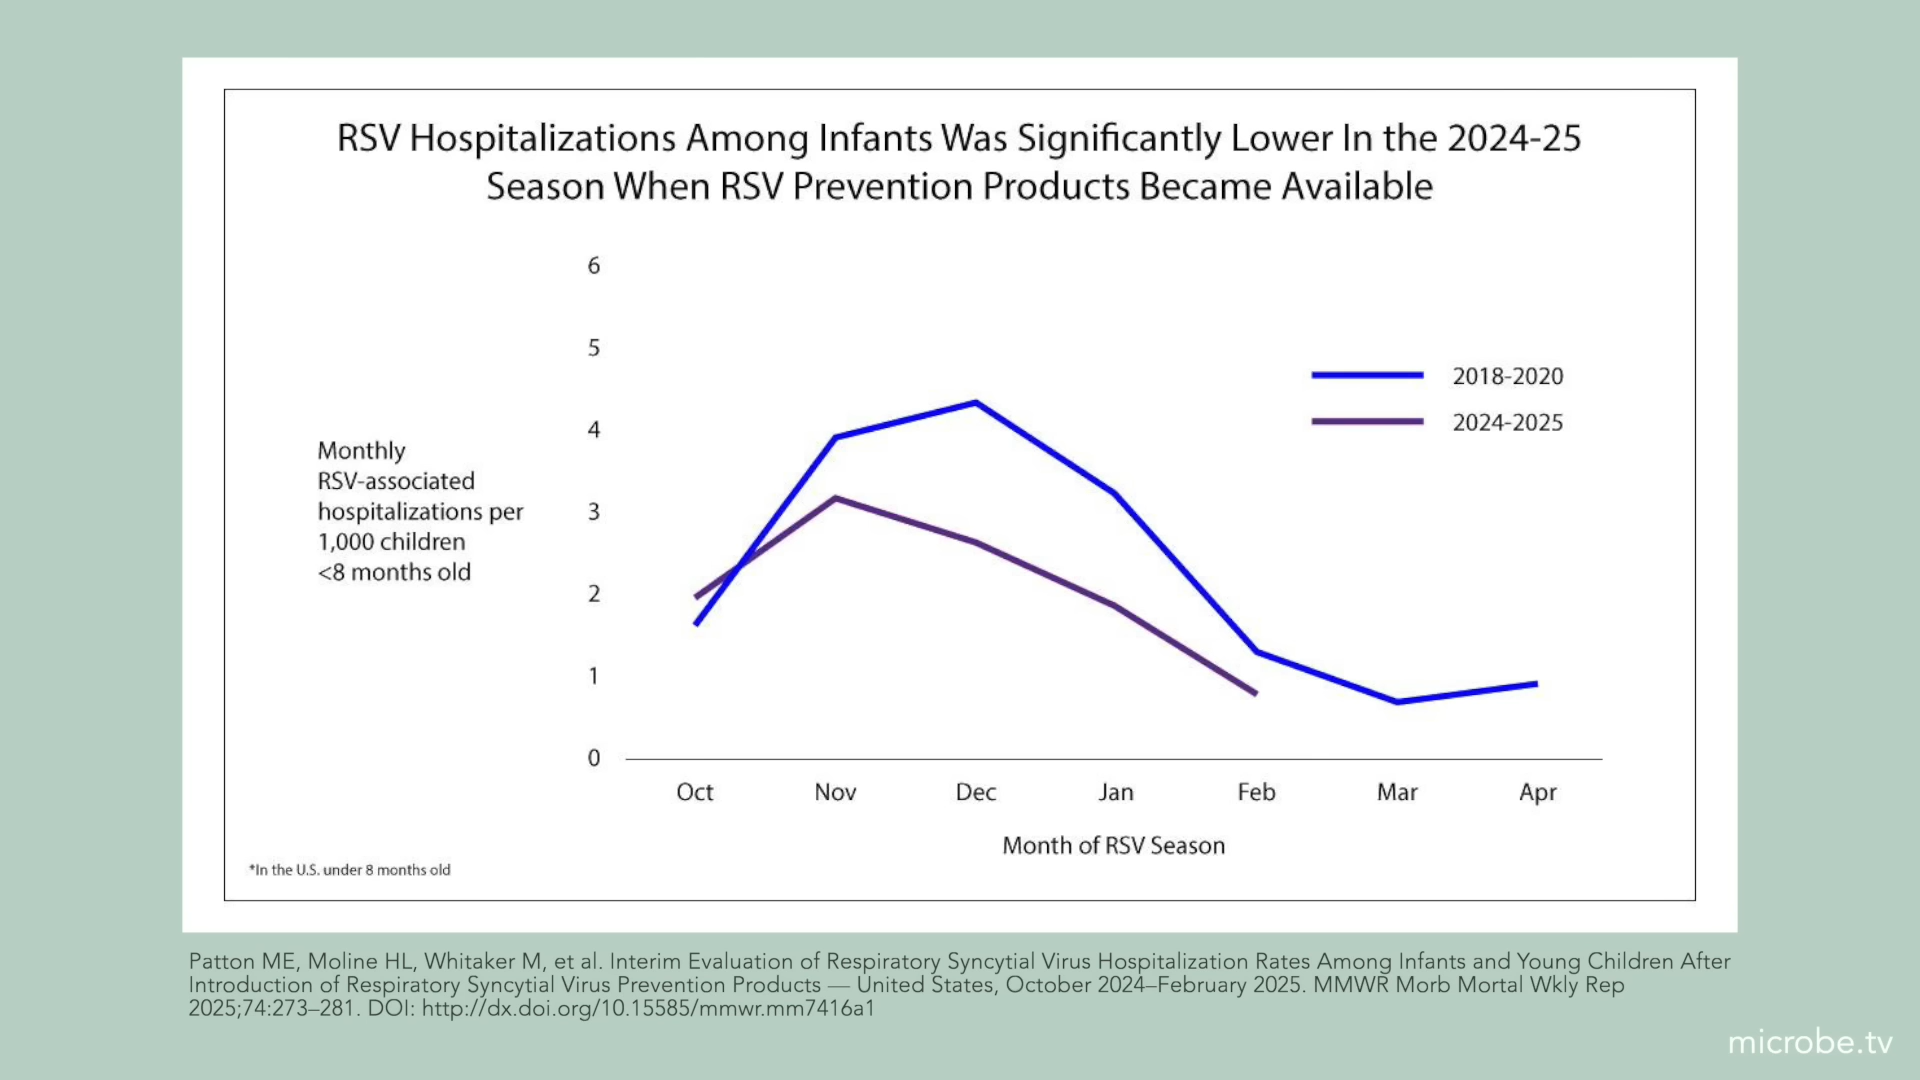 RSV Hospitalizations Among Infants Was Significantly Lower In the 2024-25
Season When RSV Prevention Products Became Available
6
5
4
3
2
1
0
Monthly
RSV-associated
hospitalizations per
1,000 children
<8 months old
2018-2020
2024-2025
Oct Nov Dec Jan Feb Mar Apr
Month of RSV Season
*In the U.S. under 8 months old
Patton ME, Moline HL, Whitaker M, et al. Interim Evaluation of Respiratory Syncytial Virus Hospitalization Rates Among Infants and Young Children After
Introduction of Respiratory Syncytial Virus Prevention Products — United States, October 2024–February 2025. MMWR Morb Mortal Wkly Rep
2025;74:273–281. DOI: http://dx.doi.org/10.15585/mmwr.mm7416a1
microbe.tv